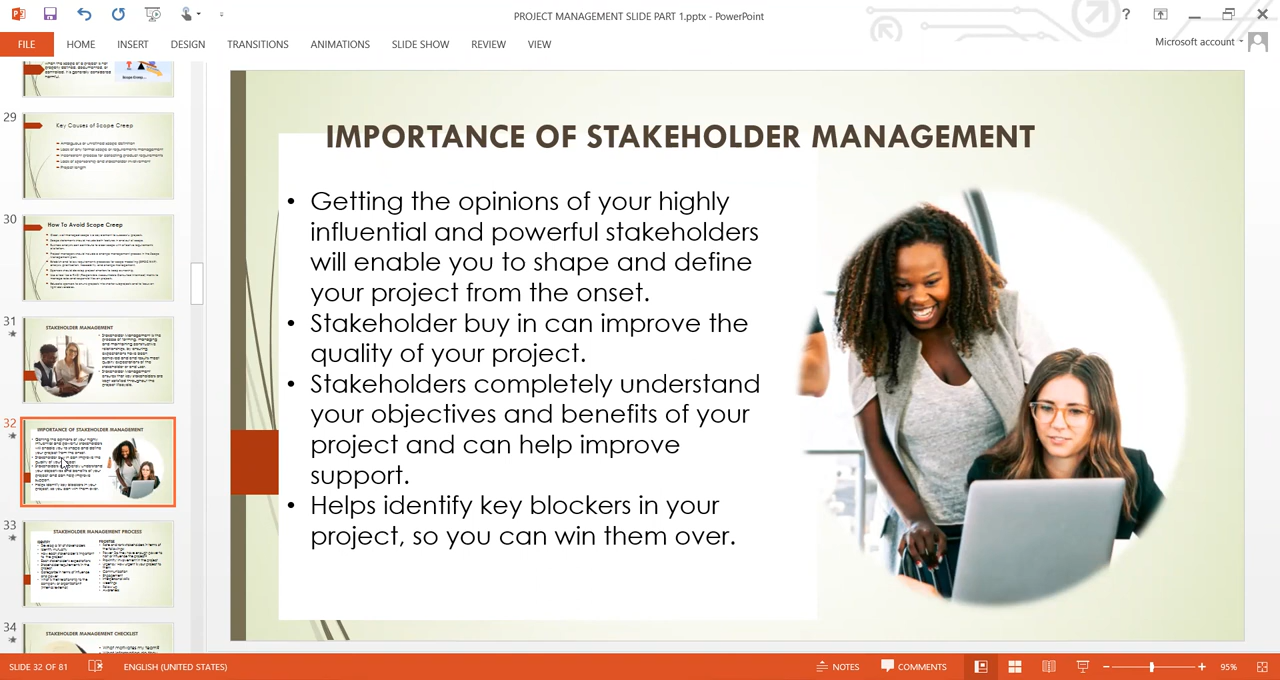 PROJECT MANAGEMENT SLIDE PART 1.pptx - PowerPoint
?
FILE HOME INSERT DESIGN TRANSITIONS ANIMATIONS SLIDE SHOW REVIEW VIEW
Microsoft account
29
Key Causes of Scope Creep
30
How To Avoid Scope Creep
31
STAKEHOLDER MANAGEMENT
32
IMPORTANCE OF STAKEHOLDER MANAGEMENT
33
STAKEHOLDER MANAGEMENT PROCESS
34
STAKEHOLDER MANAGEMENT CHECKLIST
IMPORTANCE OF STAKEHOLDER MANAGEMENT
• Getting the opinions of your highly
influential and powerful stakeholders
will enable you to shape and define
your project from the onset.
• Stakeholder buy in can improve the
quality of your project.
• Stakeholders completely understand
your objectives and benefits of your
project and can help improve
support.
• Helps identify key blockers in your
project, so you can win them over.
SLIDE 32 OF 81 ENGLISH (UNITED STATES) NOTES COMMENTS 95%